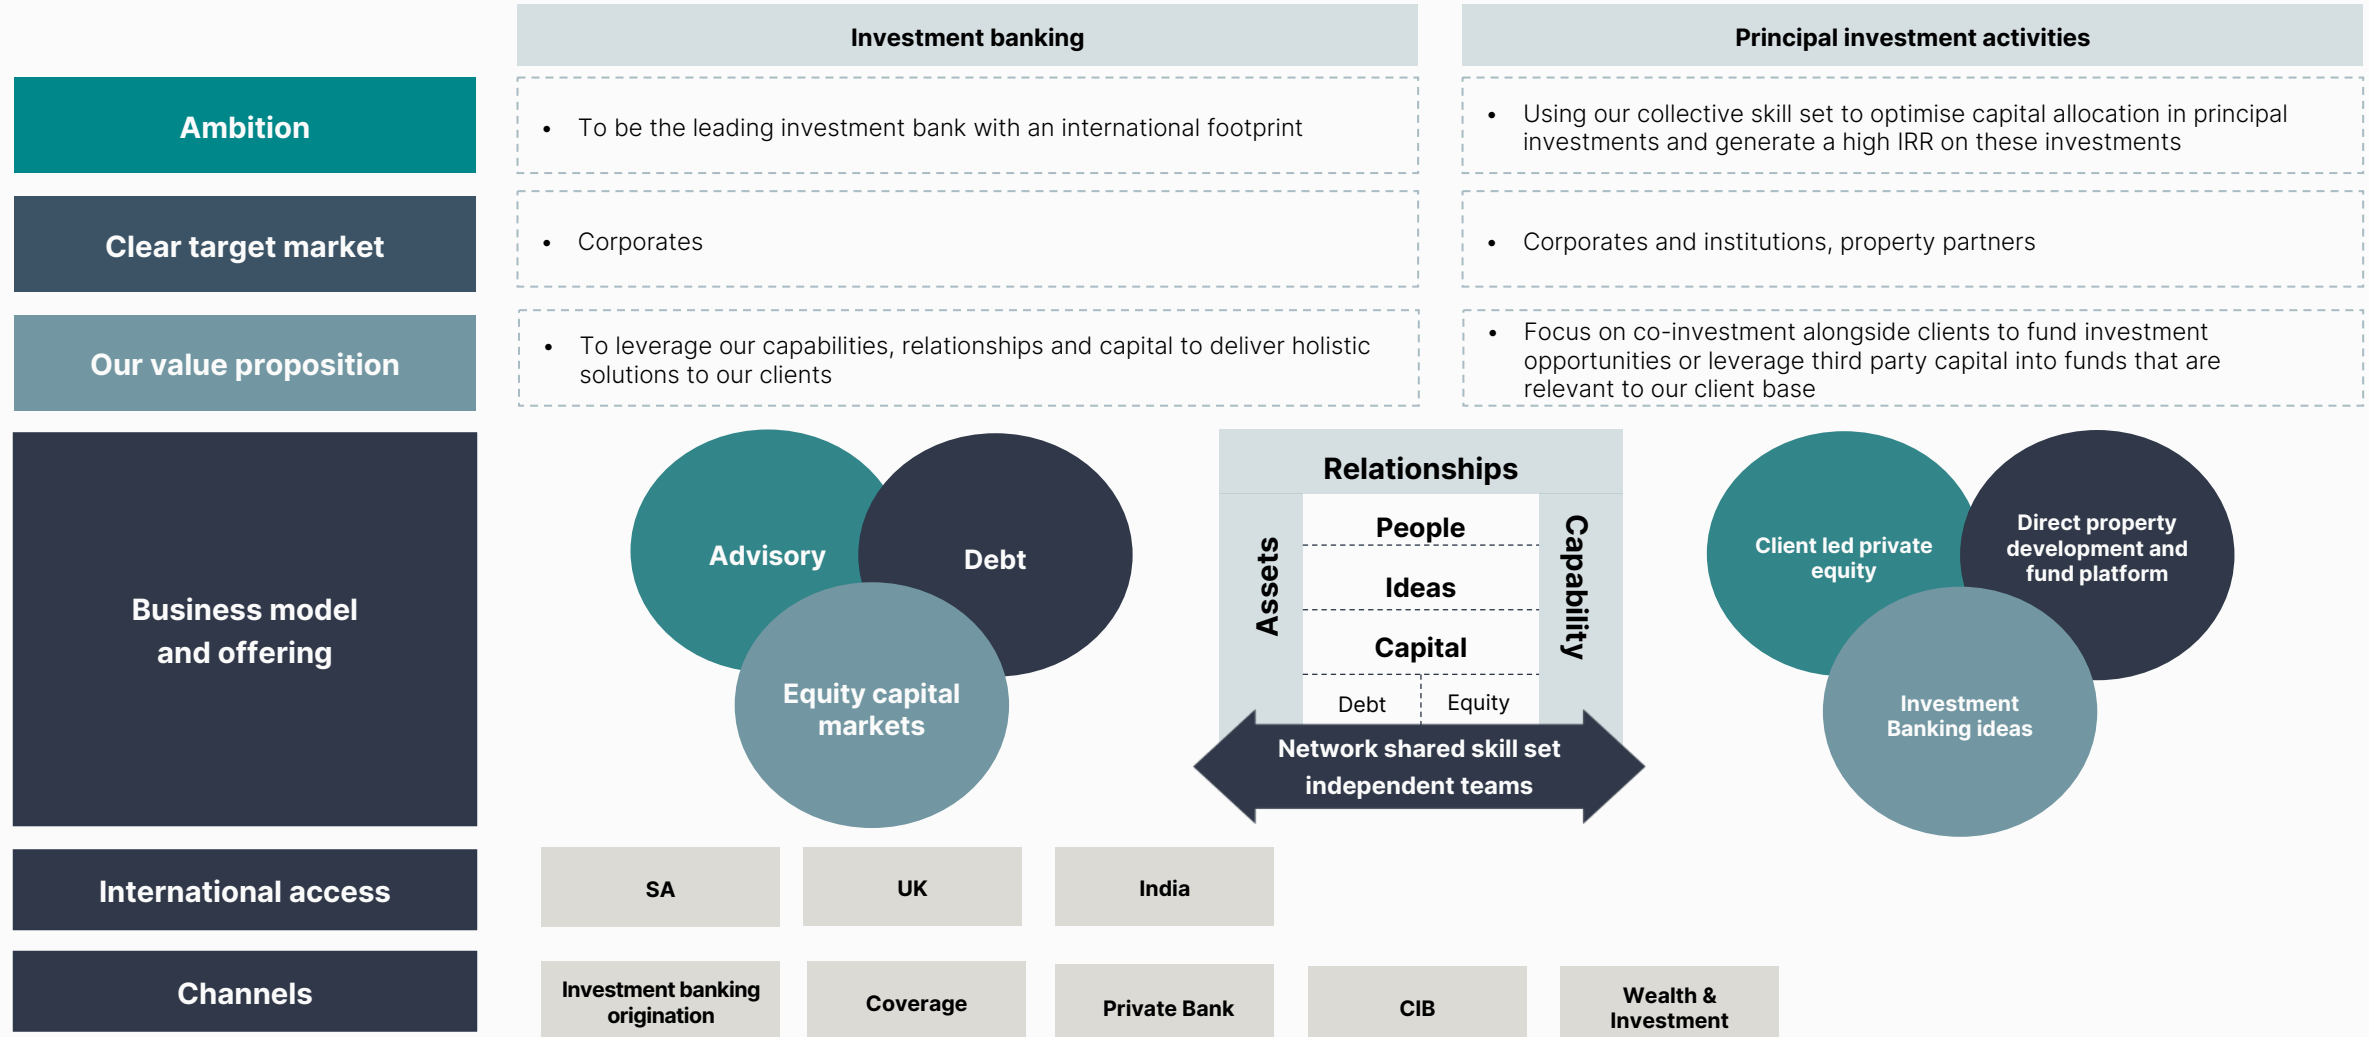 Investment banking
Principal investment activities
Ambition
• To be the leading investment bank with an international footprint
• Using our collective skill set to optimise capital allocation in principal
investments and generate a high IRR on these investments
Clear target market
• Corporates
• Corporates and institutions, property partners
Our value proposition
• To leverage our capabilities, relationships and capital to deliver holistic
solutions to our clients
• Focus on co-investment alongside clients to fund investment
opportunities or leverage third party capital into funds that are
relevant to our client base
Business model
and offering
Advisory
Debt
Equity capital
markets
Relationships
Assets
People
Ideas
Capital
Debt
Equity
Capability
Network shared skill set
independent teams
Client led private
equity
Direct property
development and
fund platform
Investment
Banking ideas
International access
SA
UK
India
Channels
Investment banking
origination
Coverage
Private Bank
CIB
Wealth &
Investment